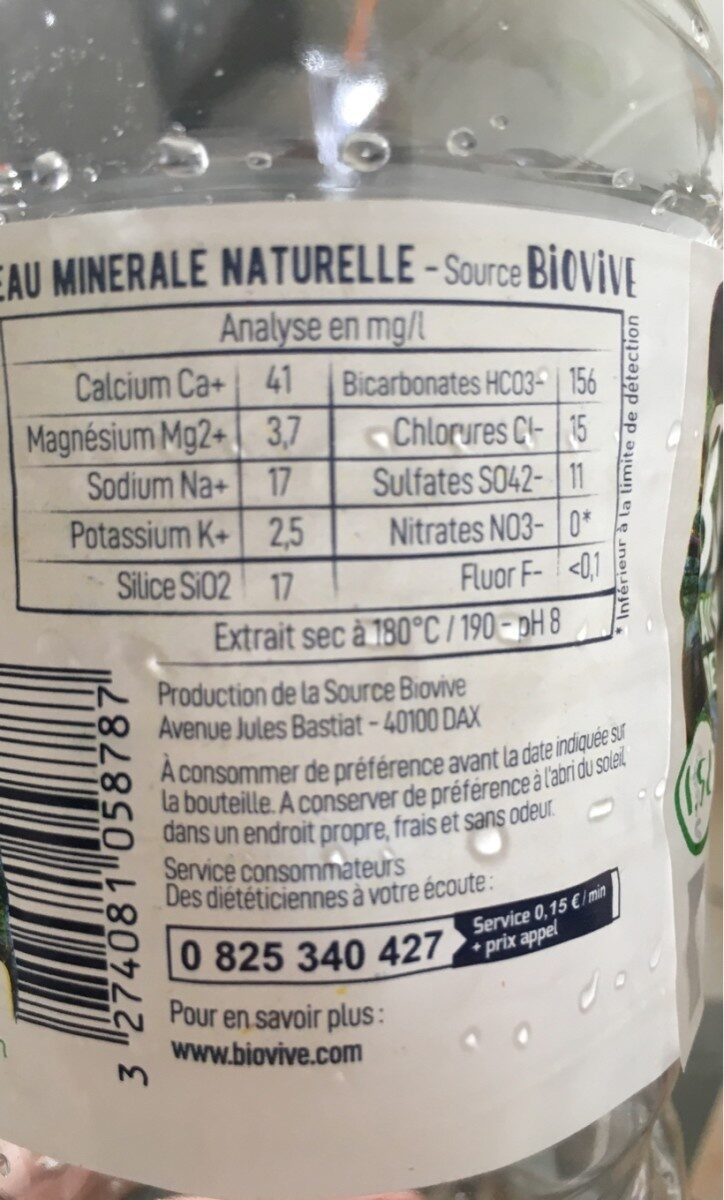 EAU MINERALE NATURELLE - Source BiOViVE
Analyse en mg/l
Calcium Ca+ 41 Bicarbonates HCO3- 156
Magnésium Mg2+ 3,7 Chlorures Cl- 15
Sodium Na+ 17 Sulfates SO42- 11
Potassium K+ 2,5 Nitrates NO3- 0*
Silice SiO2 17 Fluor F- <0,1
Extrait sec à 180°C / 190 - pH 8
* Inférieur à la limite de détection
Production de la Source Biovive
Avenue Jules Bastiat - 40100 DAX
À consommer de préférence avant la date indiquée sur
la bouteille. A conserver de préférence à l'abri du soleil,
dans un endroit propre, frais et sans odeur.
Service consommateurs
Des diététiciennes à votre écoute :
0 825 340 427
Service 0,15 € / min
+ prix appel
Pour en savoir plus :
www.biovive.com
3 274081 058787
1,5L